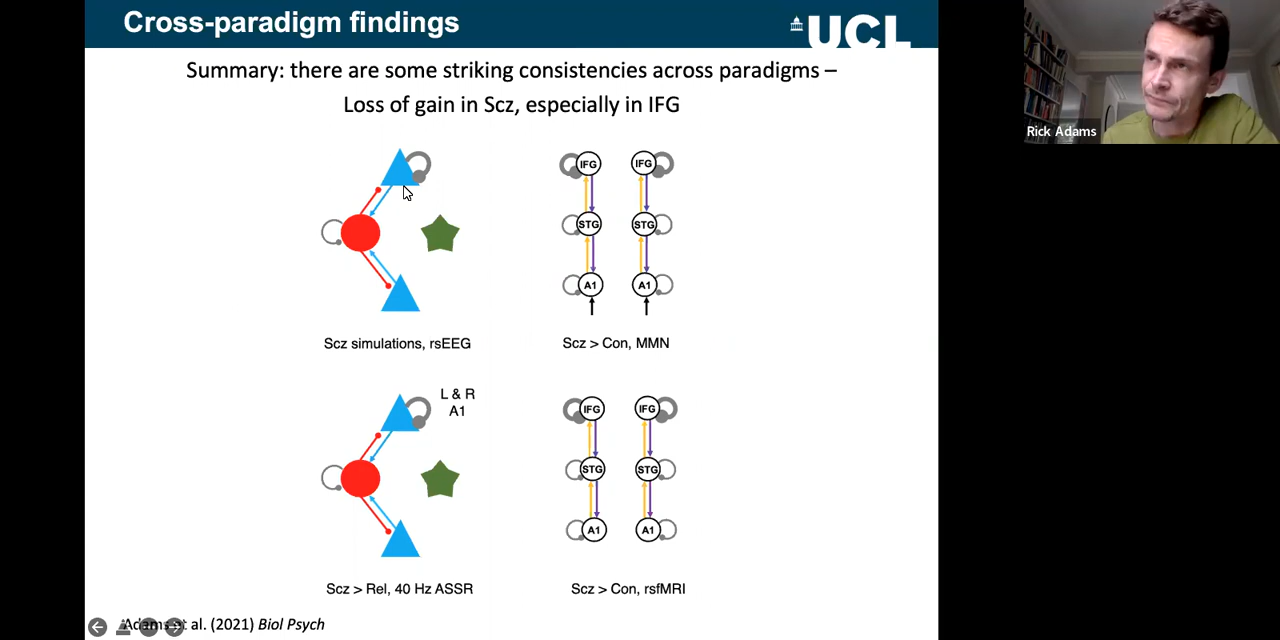 Cross-paradigm findings
UCL
Rick Adams
Summary: there are some striking consistencies across paradigms –
Loss of gain in Scz, especially in IFG
IFG IFG
STG STG
A1 A1
Scz simulations, rsEEG
Scz > Con, MMN
L & R
A1
IFG IFG
STG STG
A1 A1
Scz > Rel, 40 Hz ASSR
Scz > Con, rsfMRI
Adams et al. (2021) Biol Psych